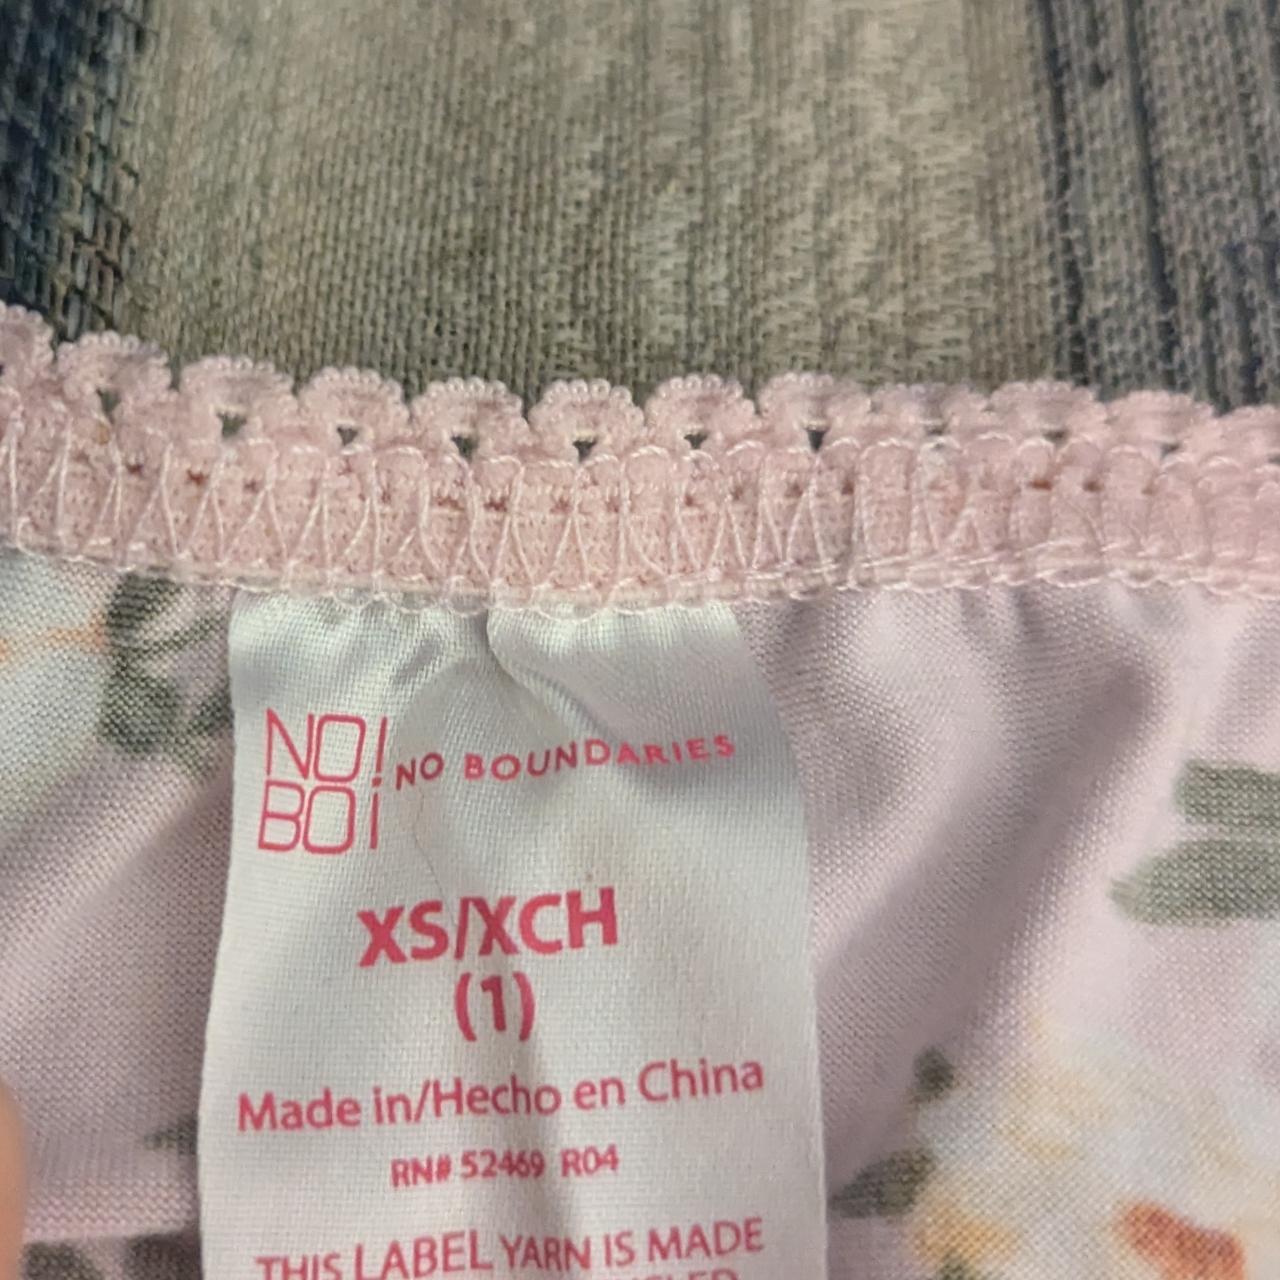 NO!
BOi
NO BOUNDARIES
XS/XCH
(1)
Made in/Hecho en China
RN# 52469 R04
THIS LABEL YARN IS MADE